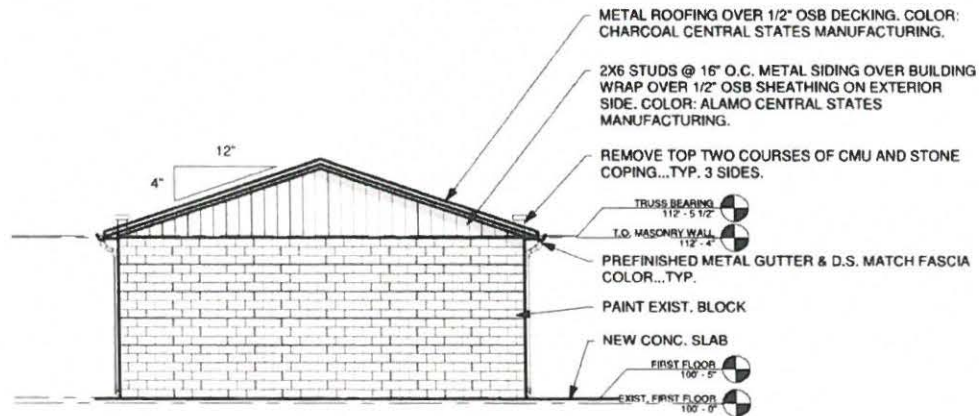 METAL ROOFING OVER 1/2" OSB DECKING. COLOR:
CHARCOAL CENTRAL STATES MANUFACTURING.
2X6 STUDS @ 16" O.C. METAL SIDING OVER BUILDING
WRAP OVER 1/2" OSB SHEATHING ON EXTERIOR
SIDE. COLOR: ALAMO CENTRAL STATES
MANUFACTURING.
12"
4"
REMOVE TOP TWO COURSES OF CMU AND STONE
COPING...TYP. 3 SIDES.
TRUSS BEARING
112' - 5 1/2"
T.O. MASONRY WALL
112' - 4"
PREFINISHED METAL GUTTER & D.S. MATCH FASCIA
COLOR...TYP.
PAINT EXIST. BLOCK
NEW CONC. SLAB
FIRST FLOOR
100' - 5"
EXIST. FIRST FLOOR
100' - 0"